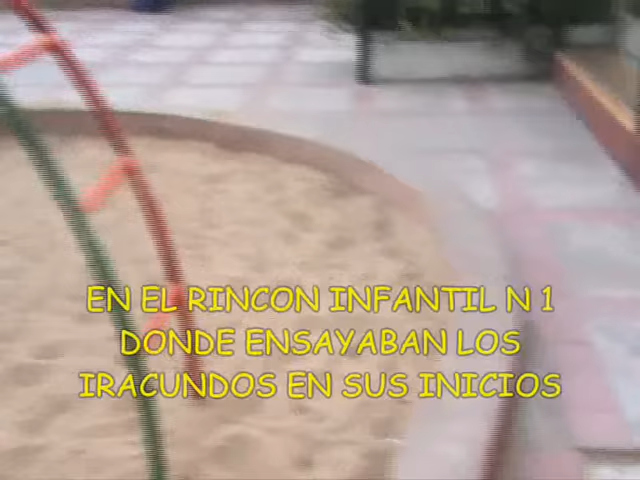 EN EL RINCON INFANTIL N 1
DONDE ENSAYABAN LOS
IRACUNDOS EN SUS INICIOS